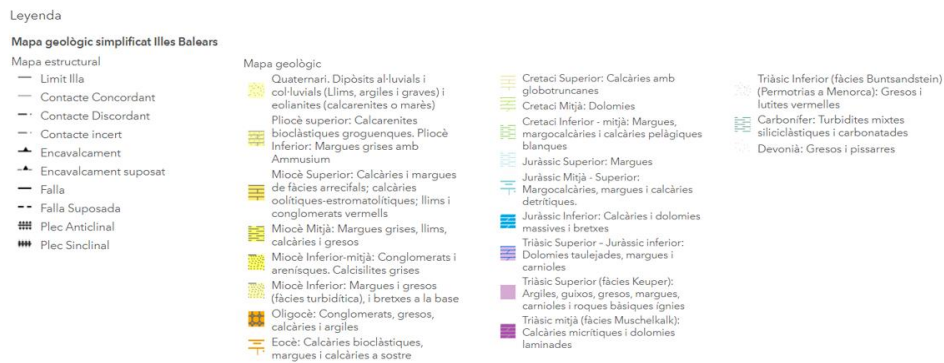 Leyenda
Mapa geològic simplificat Illes Balears
Mapa estructural
Limit Illa
Contacte Concordant
Contacte Discordant
Contacte incert
Encavalcament
Encavalcament suposat
Falla
Falla Suposada
Plec Anticlinal
Plec Sinclinal
Mapa geològic
Quaternari. Dipòsits al·luvials i
col·luvials (Llims, argiles i graves) i
eolianites (calcarenites o marès)
Pliocè superior: Calcarenites
bioclàstiques groguenques. Pliocè
Inferior: Margues grises amb
Ammusium
Miocè Superior: Calcàries i margues
de fàcies arrecifals; calcàries
oolítiques-estromatolítiques; llims i
conglomerats vermells
Miocè Mitjà: Margues grises, llims,
calcàries i gresos
Miocè Inferior-mitjà: Conglomerats i
arenísques. Calcisilites grises
Miocè Inferior: Margues i gresos
(fàcies turbidítica), i bretxes a la base
Oligocè: Conglomerats, gresos,
calcàries i argiles
Eocè: Calcàries bioclàstiques,
margues i calcàries a sostre
Cretaci Superior: Calcàries amb
globotruncanes
Cretaci Mitjà: Dolomies
Cretaci Inferior - mitjà: Margues,
margocalcàries i calcàries pelàgiques
blanques
Juràssic Superior: Margues
Juràssic Mitjà - Superior:
Margocalcàries, margues i calcàries
detrítiques.
Juràssic Inferior: Calcàries i dolomies
massives i bretxes
Triàsic Superior - Juràssic inferior:
Dolomies taulejades, margues i
carnioles
Triàsic Superior (fàcies Keuper):
Argiles, guixos, gresos, margues,
carnioles i roques bàsiques ígnies
Triàsic mitjà (fàcies Muschelkalk):
Calcàries micrítiques i dolomies
laminades
Triàsic Inferior (fàcies Buntsandstein)
(Permotrias a Menorca): Gresos i
lutites vermelles
Carbonífer: Turbidites mixtes
siliciclàstiques i carbonatades
Devonià: Gresos i pissarres